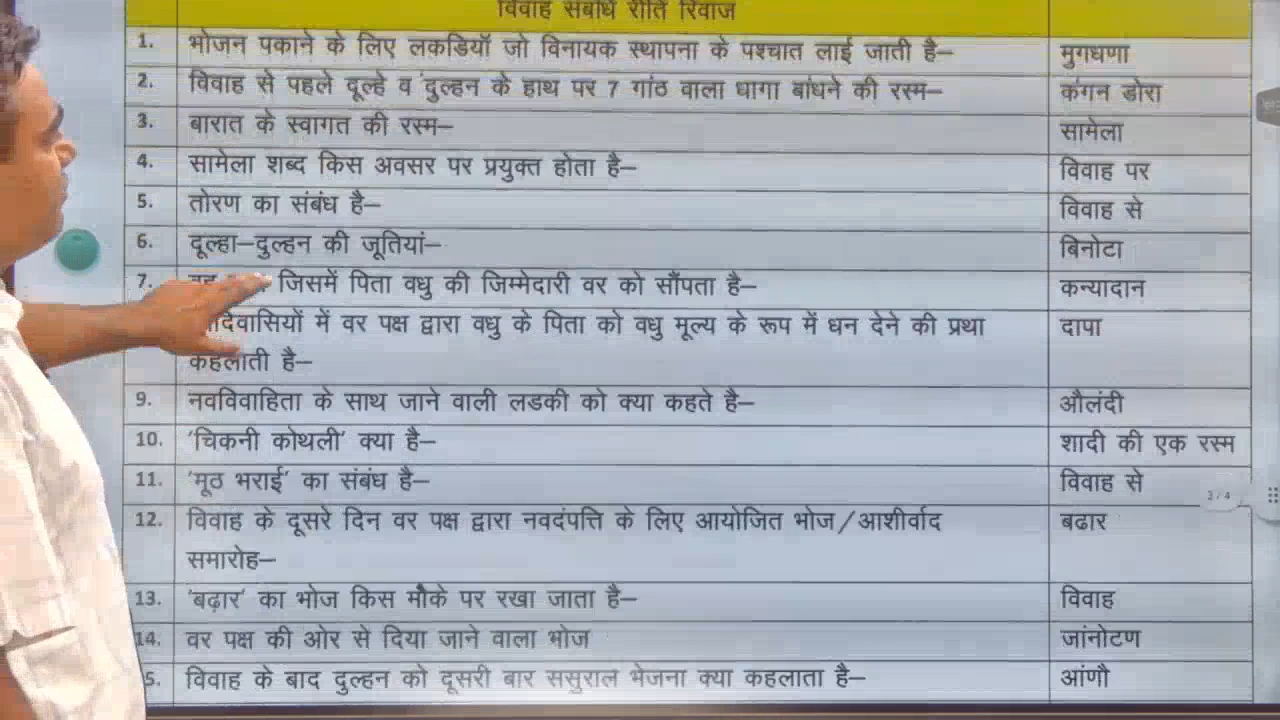 विवाह संबंधि रीति रिवाज
1. भोजन पकाने के लिए लकडियॉ जो विनायक स्थापना के पश्चात लाई जाती है– मुगधणा
2. विवाह से पहले दूल्हे व दुल्हन के हाथ पर 7 गांठ वाला धागा बांधने की रस्म– कंगन डोरा
3. बारात के स्वागत की रस्म– सामेला
4. सामेला शब्द किस अवसर पर प्रयुक्त होता है– विवाह पर
5. तोरण का संबंध है– विवाह से
6. दूल्हा–दुल्हन की जूतियां– बिनोटा
7. जिसमें पिता वधु की जिम्मेदारी वर को सौंपता है– कन्यादान
में वर पक्ष द्वारा वधु के पिता को वधु मूल्य के रूप में धन देने की प्रथा दापा
कहलाती है–
9. नवविवाहिता के साथ जाने वाली लडकी को क्या कहते है– औलंदी
10. 'चिकनी कोथली' क्या है– शादी की एक रस्म
11. 'मूठ भराई' का संबंध है– विवाह से
3 / 4
12. विवाह के दूसरे दिन वर पक्ष द्वारा नवदंपत्ति के लिए आयोजित भोज/आशीर्वाद बढार
समारोह–
13. 'बढ़ार' का भोज किस मौके पर रखा जाता है– विवाह
14. वर पक्ष की ओर से दिया जाने वाला भोज जांनोटण
5. विवाह के बाद दुल्हन को दूसरी बार ससुराल भेजना क्या कहलाता है– आंणौ